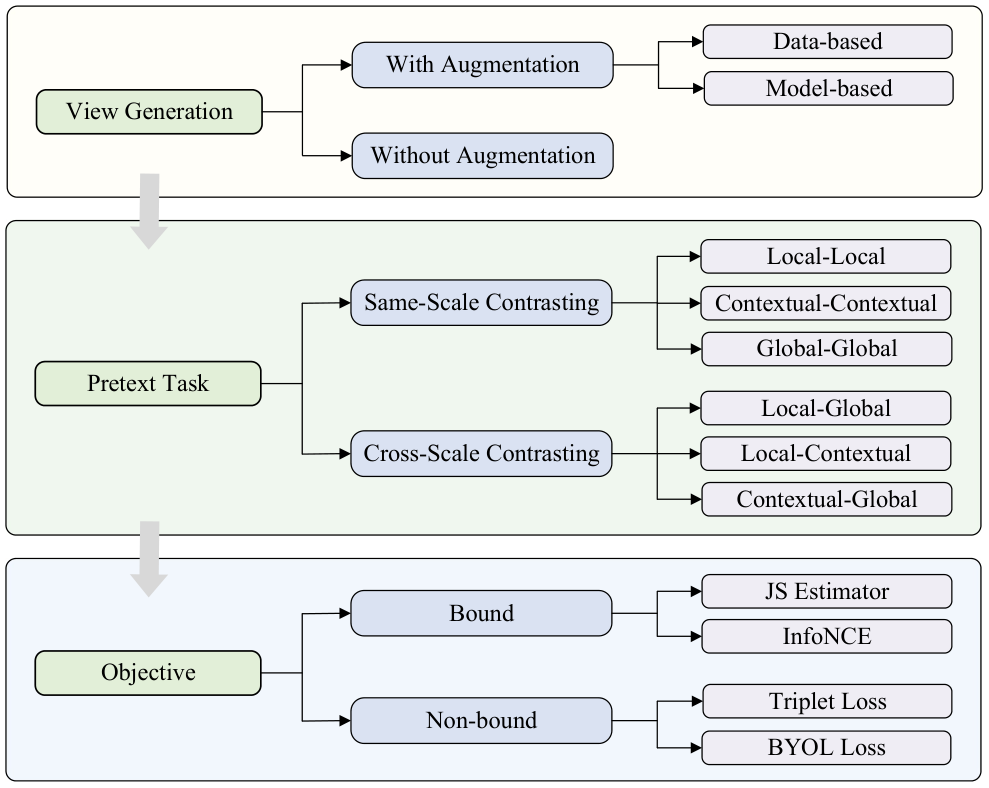 View Generation
With Augmentation
Data-based
Model-based
Without Augmentation
Pretext Task
Same-Scale Contrasting
Local-Local
Contextual-Contextual
Global-Global
Cross-Scale Contrasting
Local-Global
Local-Contextual
Contextual-Global
Objective
Bound
JS Estimator
InfoNCE
Non-bound
Triplet Loss
BYOL Loss